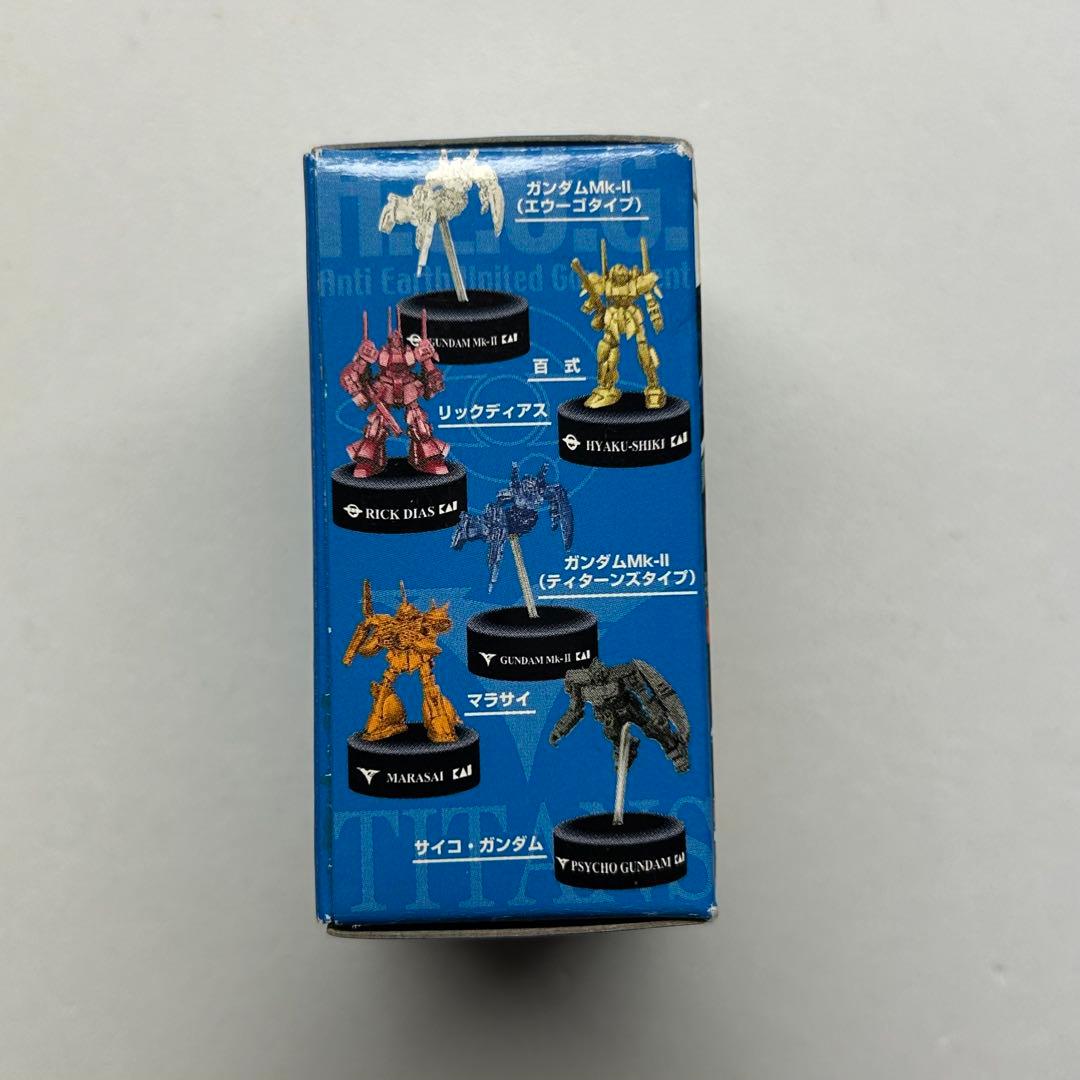 A.E.U.G.
ガンダムMk-II
(エウーゴタイプ)
Anti Earth United Government
GUNDAM Mk-II KAI
百式
HYAKU-SHIKI KAI
リックディアス
RICK DIAS KAI
ガンダムMk-II
(ティターンズタイプ)
GUNDAM Mk-II KAI
マラサイ
MARASAI KAI
サイコ・ガンダム
PSYCHO GUNDAM KAI
TITANS